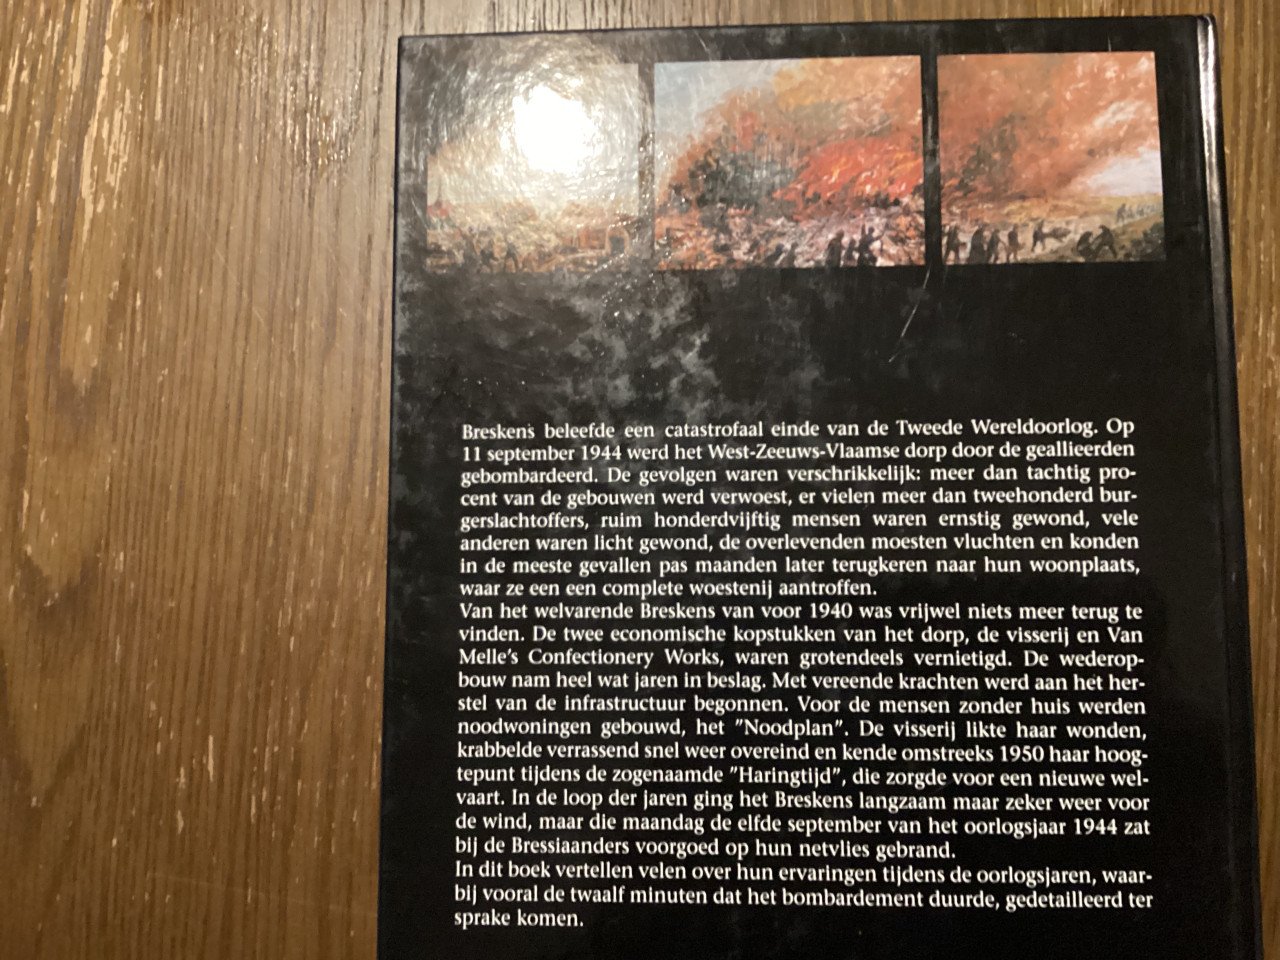 Breskens beleefde een catastrofaal einde van de Tweede Wereldoorlog. Op
11 september 1944 werd het West-Zeeuws-Vlaamse dorp door de geallieerden
gebombardeerd. De gevolgen waren verschrikkelijk: meer dan tachtig pro-
cent van de gebouwen werd verwoest, er vielen meer dan tweehonderd bur-
gerslachtoffers, ruim honderdvijftig mensen waren ernstig gewond, vele
anderen waren licht gewond, de overlevenden moesten vluchten en konden
in de meeste gevallen pas maanden later terugkeren naar hun woonplaats,
waar ze een een complete woestenij aantroffen.
Van het welvarende Breskens van voor 1940 was vrijwel niets meer terug te
vinden. De twee economische kopstukken van het dorp, de visserij en Van
Melle's Confectionery Works, waren grotendeels vernietigd. De wederop-
bouw nam heel wat jaren in beslag. Met vereende krachten werd aan het her-
stel van de infrastructuur begonnen. Voor de mensen zonder huis werden
noodwoningen gebouwd, het "Noodplan". De visserij likte haar wonden,
krabbelde verrassend snel weer overeind en kende omstreeks 1950 haar hoog-
tepunt tijdens de zogenaamde "Haringtijd", die zorgde voor een nieuwe wel-
vaart. In de loop der jaren ging het Breskens langzaam maar zeker weer voor
de wind, maar die maandag de elfde september van het oorlogsjaar 1944 zat
bij de Bressiaanders voorgoed op hun netvlies gebrand.
In dit boek vertellen velen over hun ervaringen tijdens de oorlogsjaren, waar-
bij vooral de twaalf minuten dat het bombardement duurde, gedetailleerd ter
sprake komen.